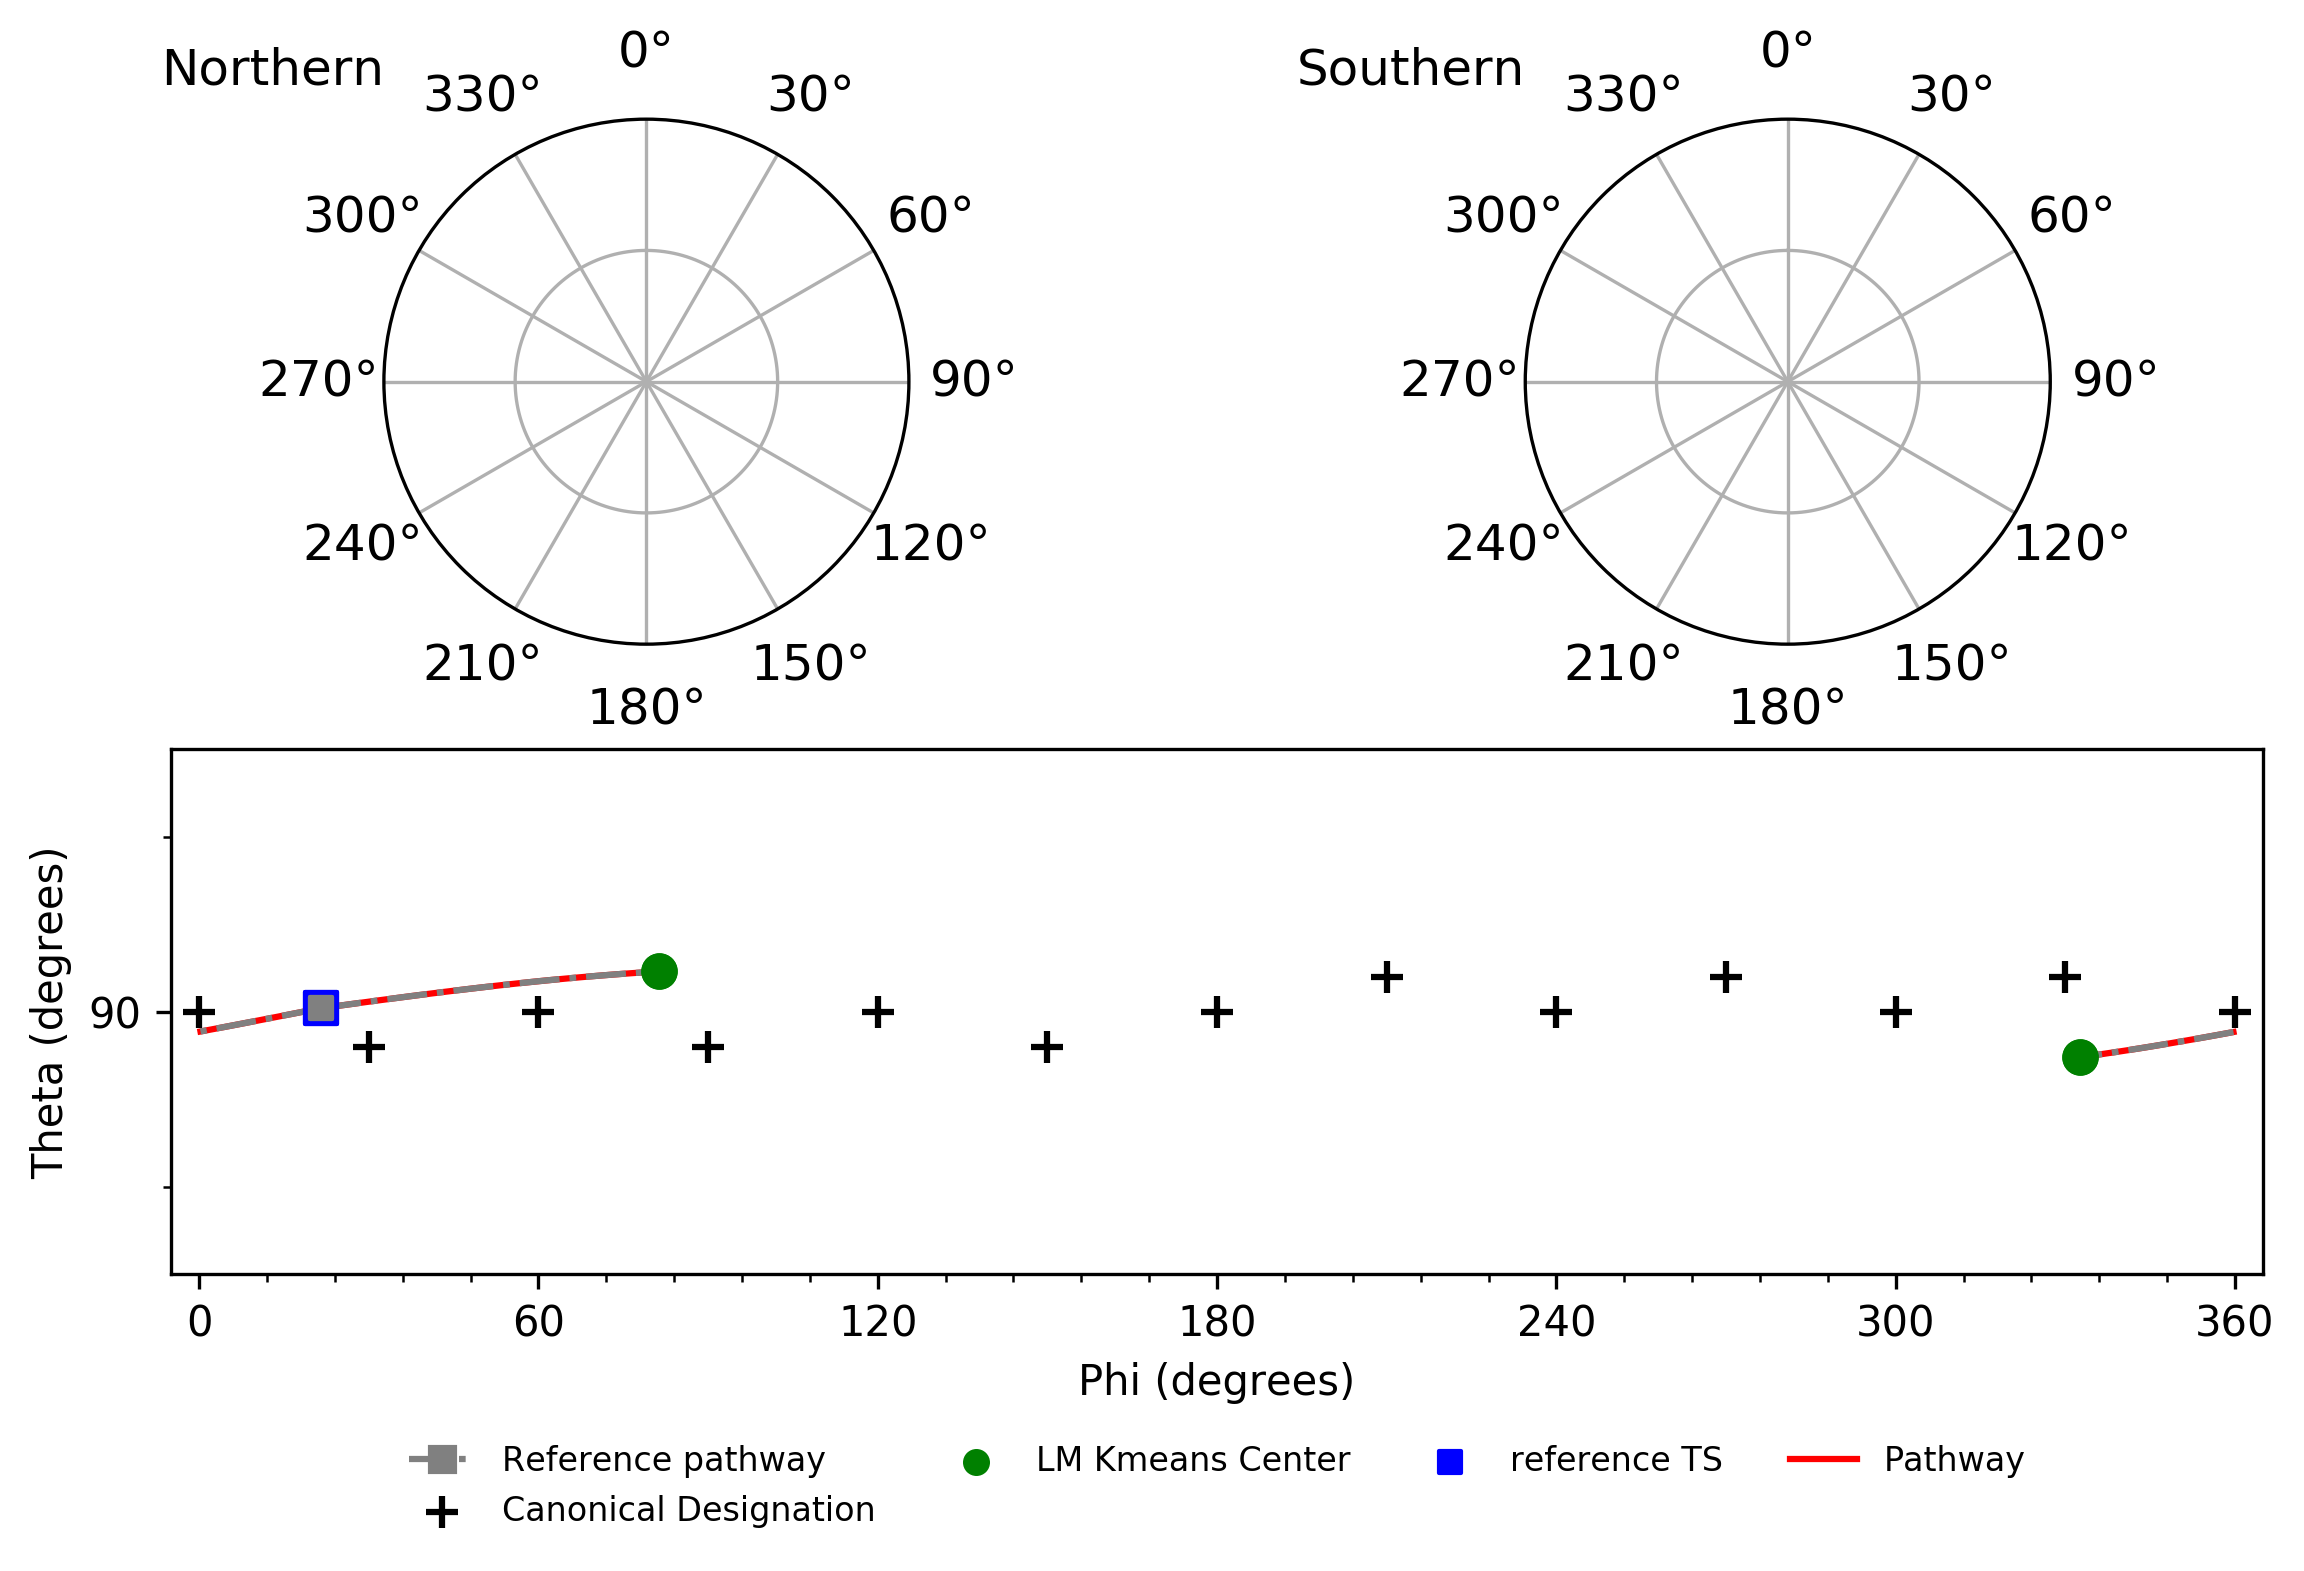 Northern
0°
30°
60°
90°
120°
150°
180°
210°
240°
270°
300°
330°
Southern
0°
30°
60°
90°
120°
150°
180°
210°
240°
270°
300°
330°
Theta (degrees)
90
0 60 120 180 240 300 360
Phi (degrees)
Reference pathway
Canonical Designation
LM Kmeans Center
reference TS
Pathway